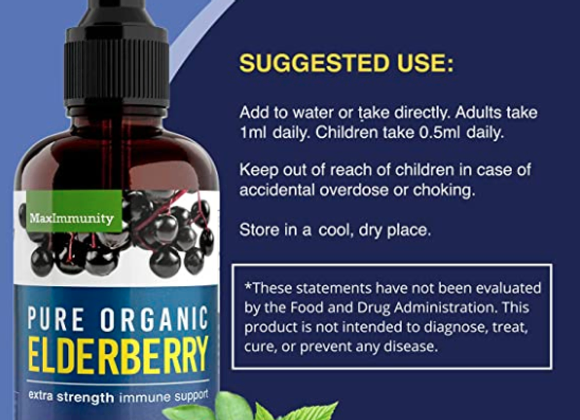 MaxImmunity
PURE ORGANIC
ELDERBERRY
extra strength immune support
SUGGESTED USE:
Add to water or take directly. Adults take
1ml daily. Children take 0.5ml daily.
Keep out of reach of children in case of
accidental overdose or choking.
Store in a cool, dry place.
*These statements have not been evaluated
by the Food and Drug Administration. This
product is not intended to diagnose, treat,
cure, or prevent any disease.